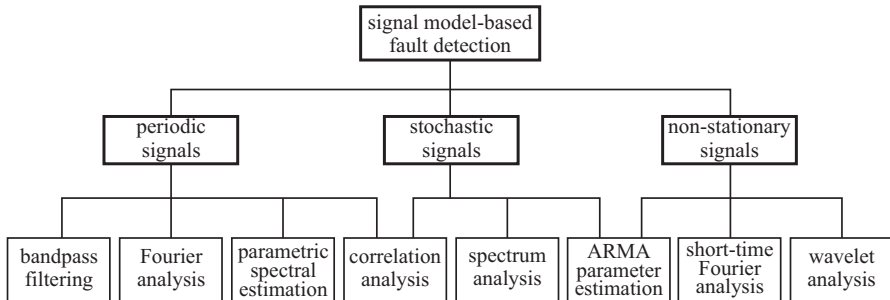 signal model-based
fault detection
periodic
signals
stochastic
signals
non-stationary
signals
bandpass
filtering
Fourier
analysis
parametric
spectral
estimation
correlation
analysis
spectrum
analysis
ARMA
parameter
estimation
short-time
Fourier
analysis
wavelet
analysis